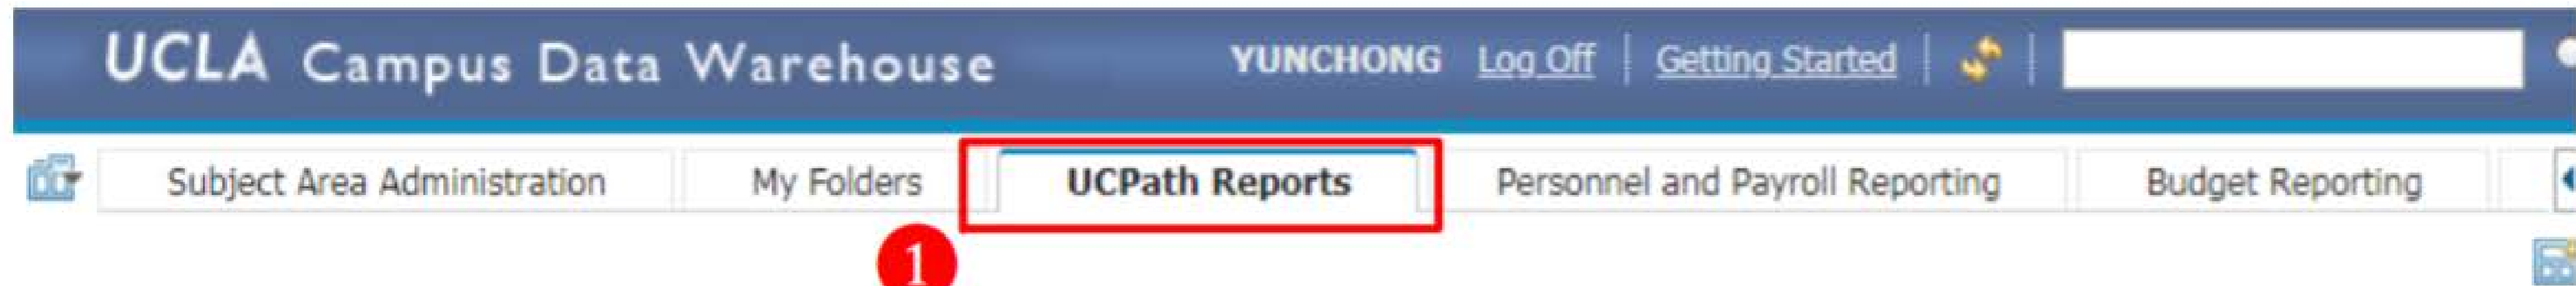 UCLA Campus Data Warehouse YUNCHONG Log Off Getting Started
Subject Area Administration My Folders UCPath Reports Personnel and Payroll Reporting Budget Reporting
1